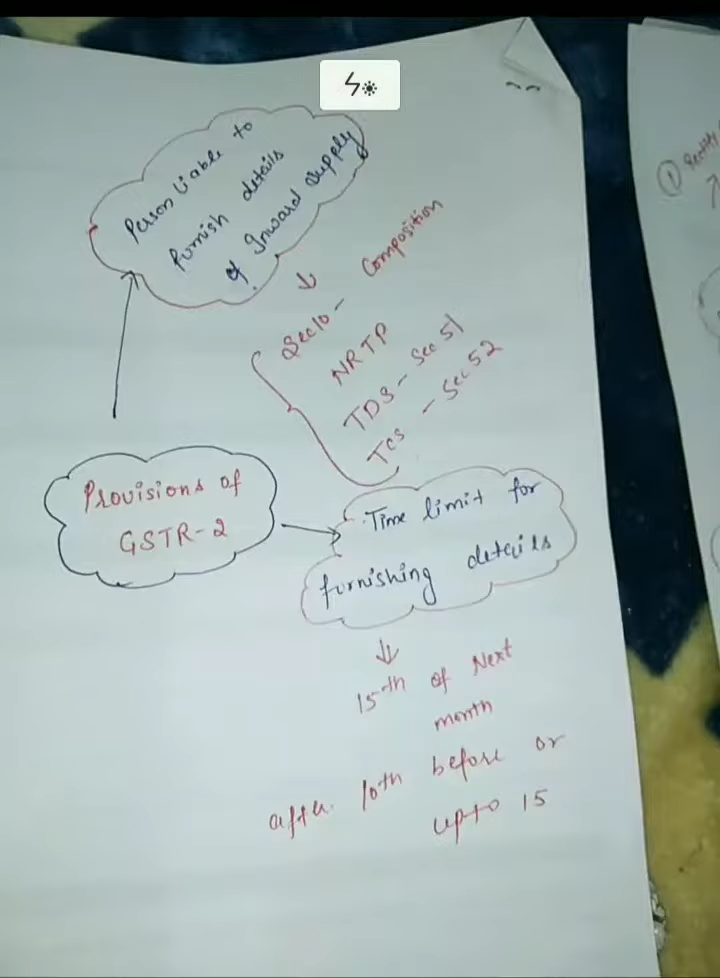 Person liable to
furnish details
of Inward supply
↓
Sec10 - Composition
NRTP
TDS - Sec 51
TCS - Sec 52
Provisions of
GSTR-2
Time limit for
furnishing details
↓
15th of Next
month
after 10th before or
upto 15
①